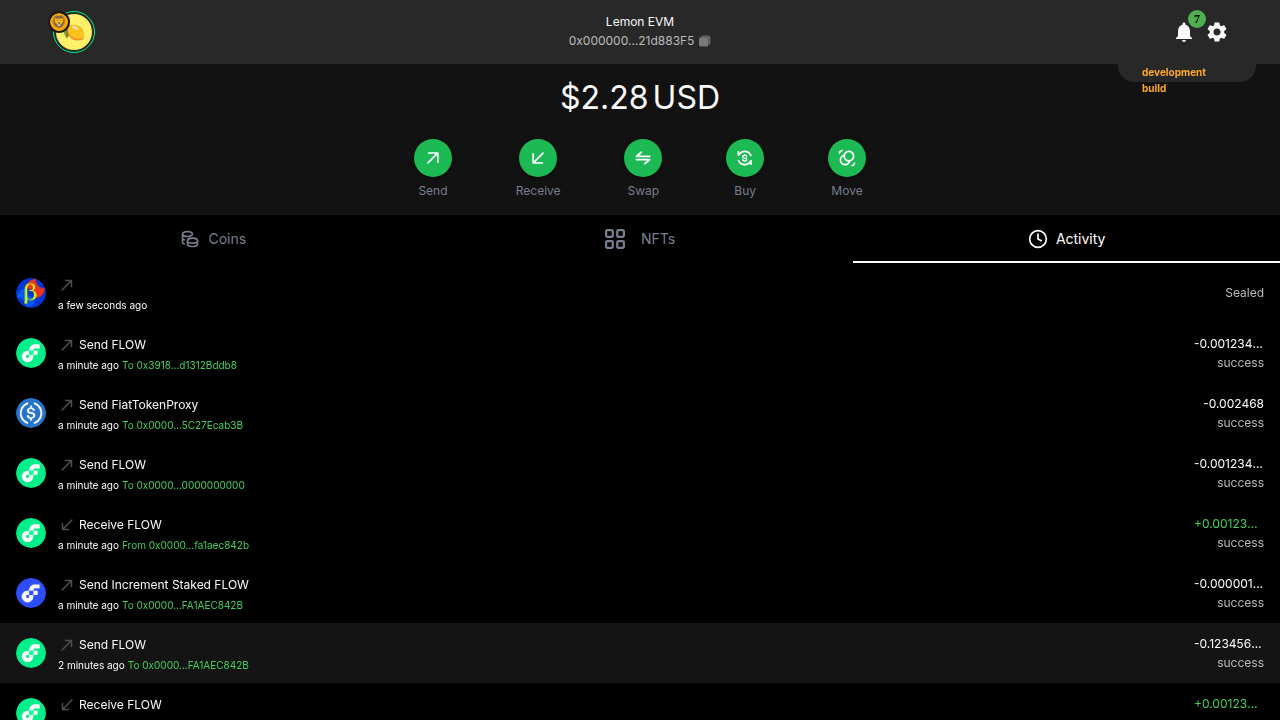 Lemon EVM
0x000000...21d883F5
7
development
build
$2.28 USD
Send
Receive
Swap
Buy
Move
Coins
NFTs
Activity
a few seconds ago
Sealed
Send FLOW
-0.001234...
a minute ago To 0x3918...d1312Bddb8
success
Send FiatTokenProxy
-0.002468
a minute ago To 0x0000...5C27Ecab3B
success
Send FLOW
-0.001234...
a minute ago To 0x0000...0000000000
success
Receive FLOW
+0.00123...
a minute ago From 0x0000...fa1aec842b
success
Send Increment Staked FLOW
-0.000001...
a minute ago To 0x0000...FA1AEC842B
success
Send FLOW
-0.123456...
2 minutes ago To 0x0000...FA1AEC842B
success
Receive FLOW
+0.00123...